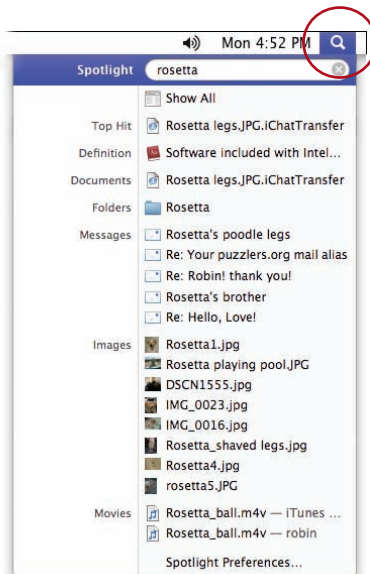 Mon 4:52 PM
Spotlight rosetta
Show All
Top Hit Rosetta legs.JPG.iChatTransfer
Definition Software included with Intel...
Documents Rosetta legs.JPG.iChatTransfer
Folders Rosetta
Messages Rosetta's poodle legs
Re: Your puzzlers.org mail alias
Re: Robin! thank you!
Rosetta's brother
Re: Hello, Love!
Images Rosetta1.jpg
Rosetta playing pool.JPG
DSCN1555.jpg
IMG_0023.jpg
IMG_0016.jpg
Rosetta_shaved legs.jpg
Rosetta4.jpg
rosetta5.JPG
Movies Rosetta_ball.m4v — iTunes ...
Rosetta_ball.m4v — robin
Spotlight Preferences...